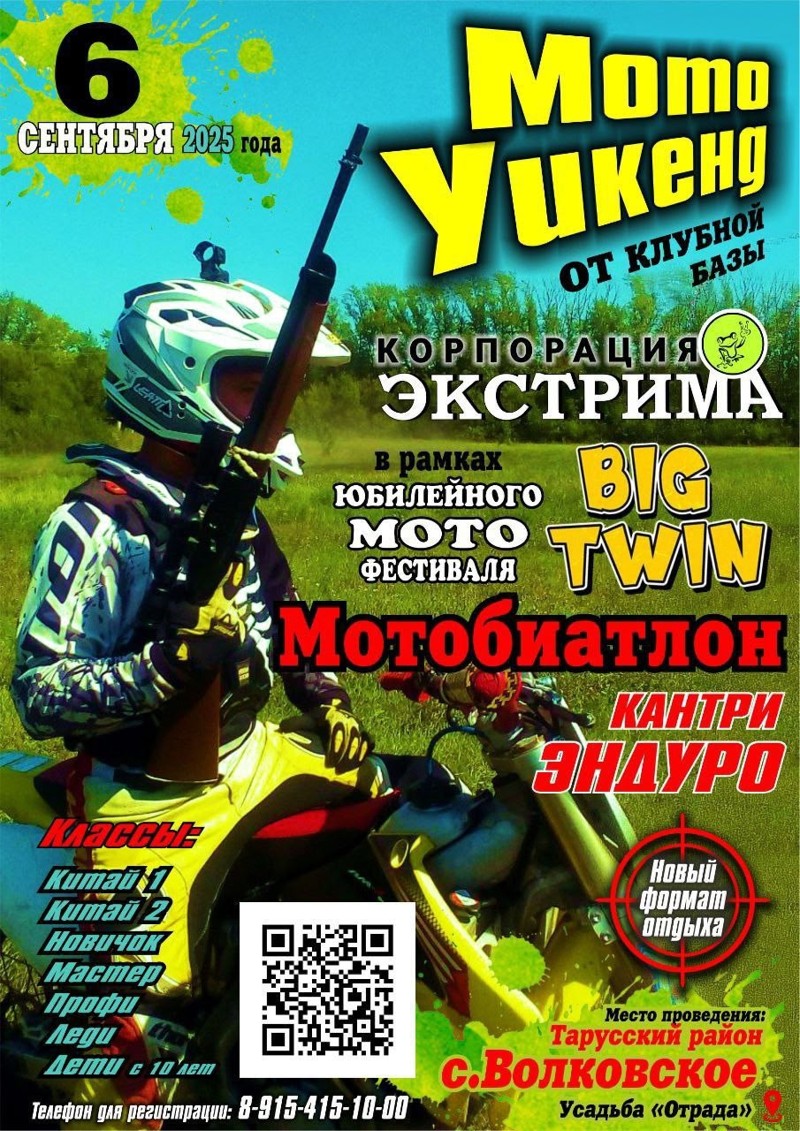 6
СЕНТЯБРЯ 2025 года
Мото
Уикенд
ОТ КЛУБНОЙ
БАЗЫ
КОРПОРАЦИЯ
ЭКСТРИМА
в рамках
ЮБИЛЕЙНОГО
МОТО
ФЕСТИВАЛЯ
BIG
TWIN
Мотобиатлон
КАНТРИ
ЭНДУРО
Классы:
Китай 1
Китай 2
Новичок
Мастер
Профи
Леди
Дети с 10 лет
Новый
формат
отдыха
Место проведения:
Тарусский район
с.Волковское
Усадьба «Отрада»
Телефон для регистрации: 8-915-415-10-00
LEATT